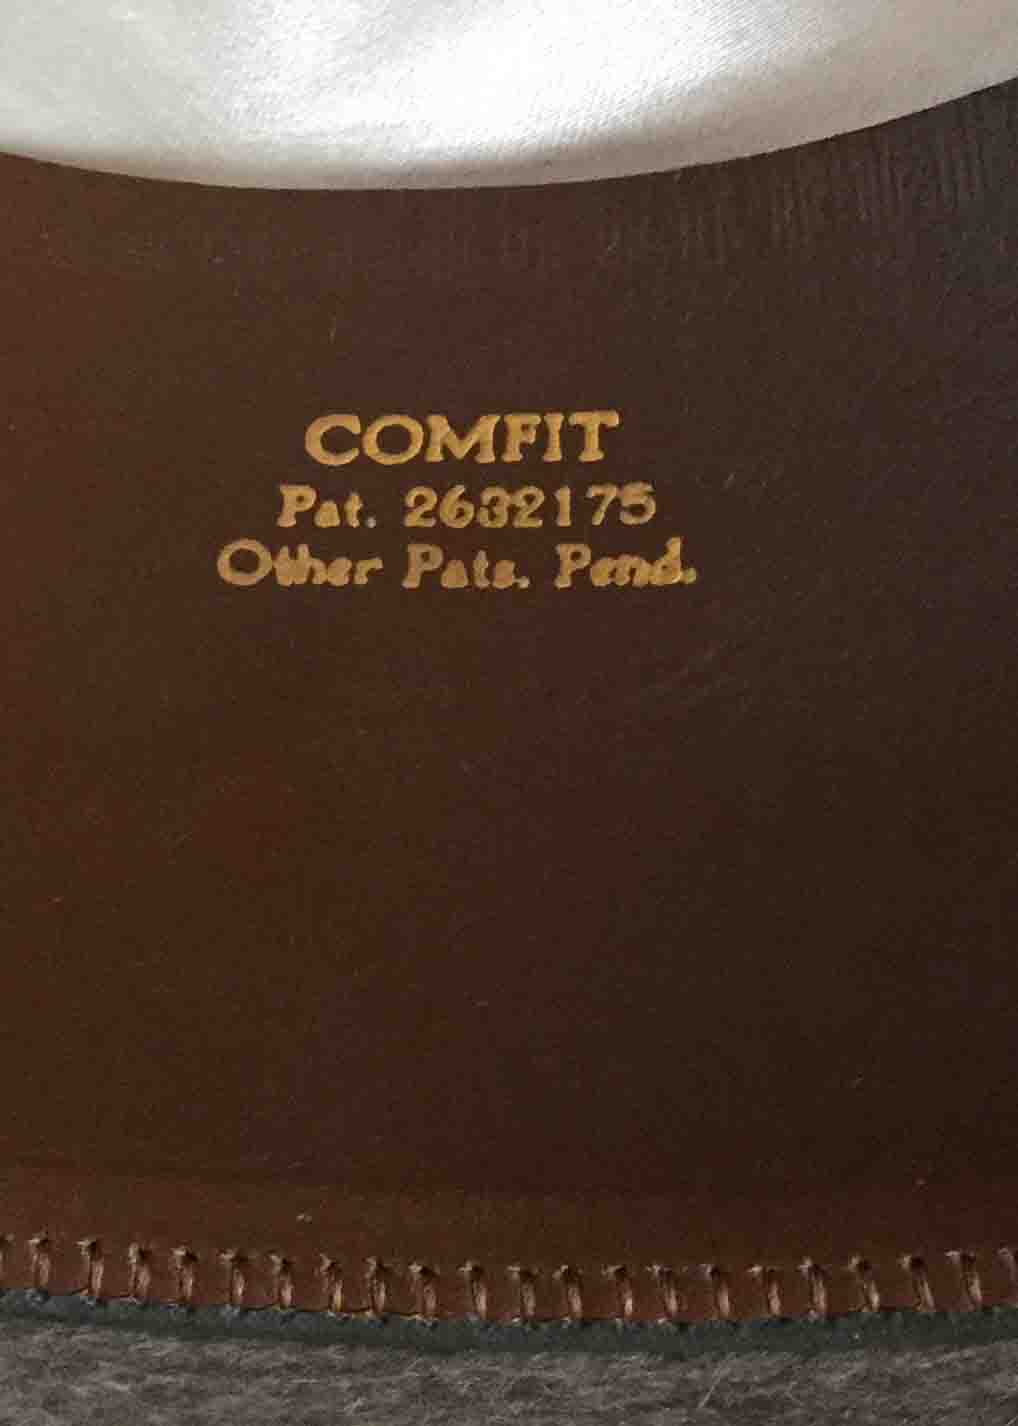 COMFIT
Pat. 2632175
Other Pats. Pend.